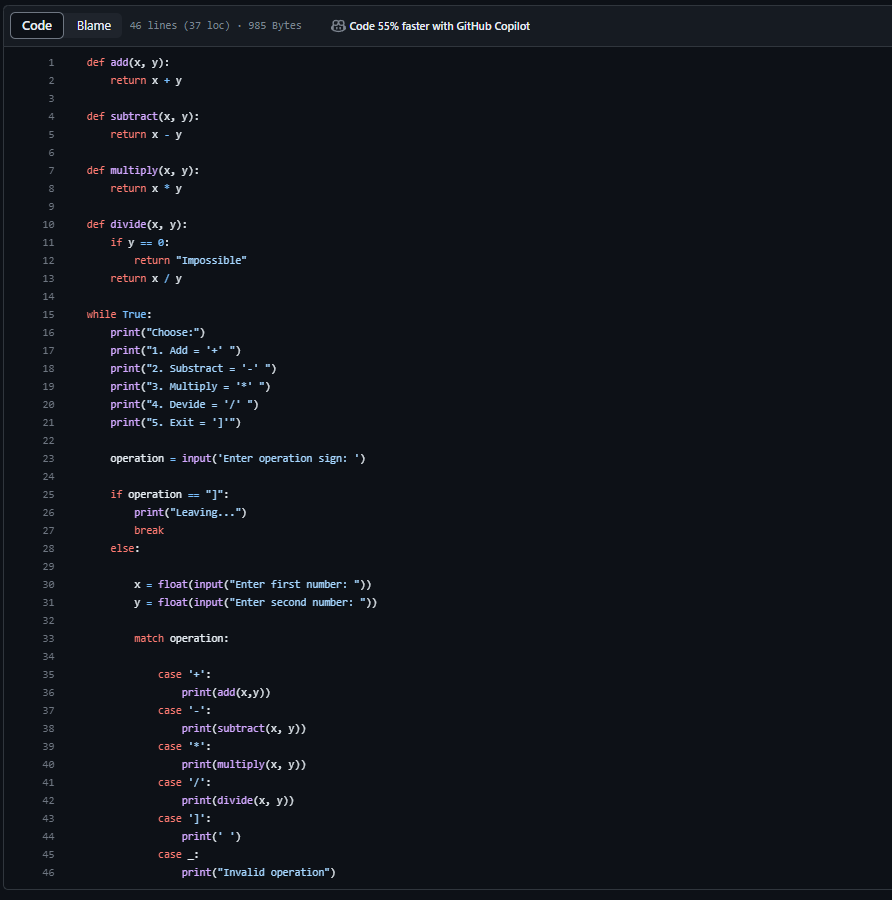 Code Blame 46 lines (37 loc) · 985 Bytes Code 55% faster with GitHub Copilot
1 def add(x, y):
2     return x + y
3
4 def subtract(x, y):
5     return x - y
6
7 def multiply(x, y):
8     return x * y
9
10 def divide(x, y):
11     if y == 0:
12         return "Impossible"
13     return x / y
14
15 while True:
16     print("Choose:")
17     print("1. Add = '+' ")
18     print("2. Substract = '-' ")
19     print("3. Multiply = '*' ")
20     print("4. Devide = '/' ")
21     print("5. Exit = ']'")
22
23     operation = input('Enter operation sign: ')
24
25     if operation == "]":
26         print("Leaving...")
27         break
28     else:
29
30         x = float(input("Enter first number: "))
31         y = float(input("Enter second number: "))
32
33         match operation:
34
35             case '+':
36                 print(add(x,y))
37             case '-':
38                 print(subtract(x, y))
39             case '*':
40                 print(multiply(x, y))
41             case '/':
42                 print(divide(x, y))
43             case ']':
44                 print(' ')
45             case _:
46                 print("Invalid operation")